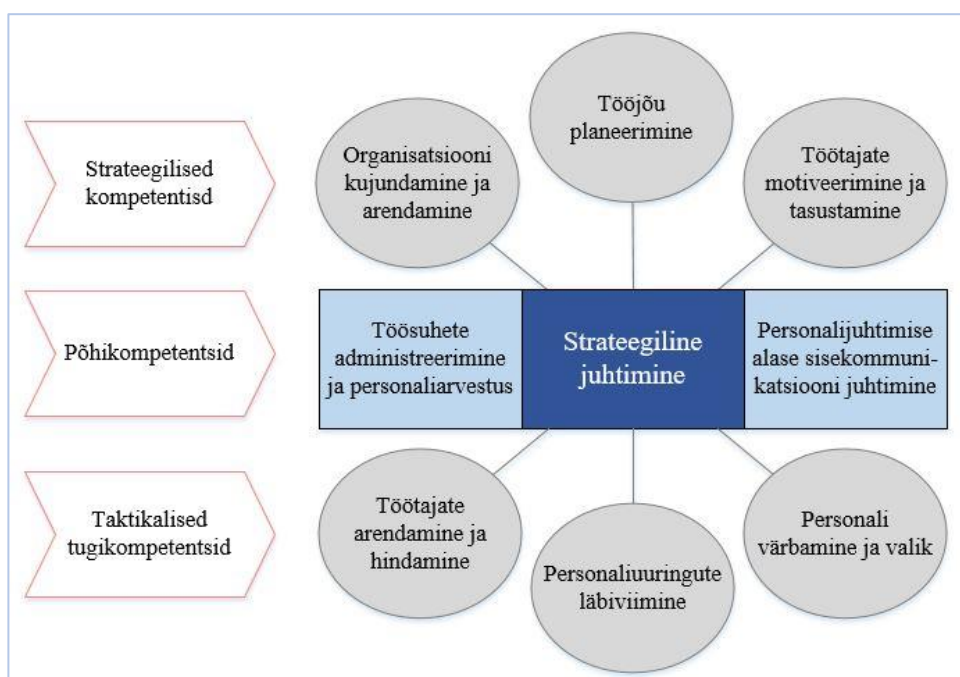 Strateegilised
kompetentisd
Organisatsiooni
kujundamine ja
arendamine
Tööjõu
planeerimine
Töötajate
motiveerimine ja
tasustamine
Põhikompetentsid
Töösuhete
administreerimine
ja personaliarvestus
Strateegiline
juhtimine
Personalijuhtimise
alase sisekommuni-
katsiooni juhtimine
Taktikalised
tugikompetentsid
Töötajate
arendamine ja
hindamine
Personaliuuringute
läbiviimine
Personali
värbamine ja valik